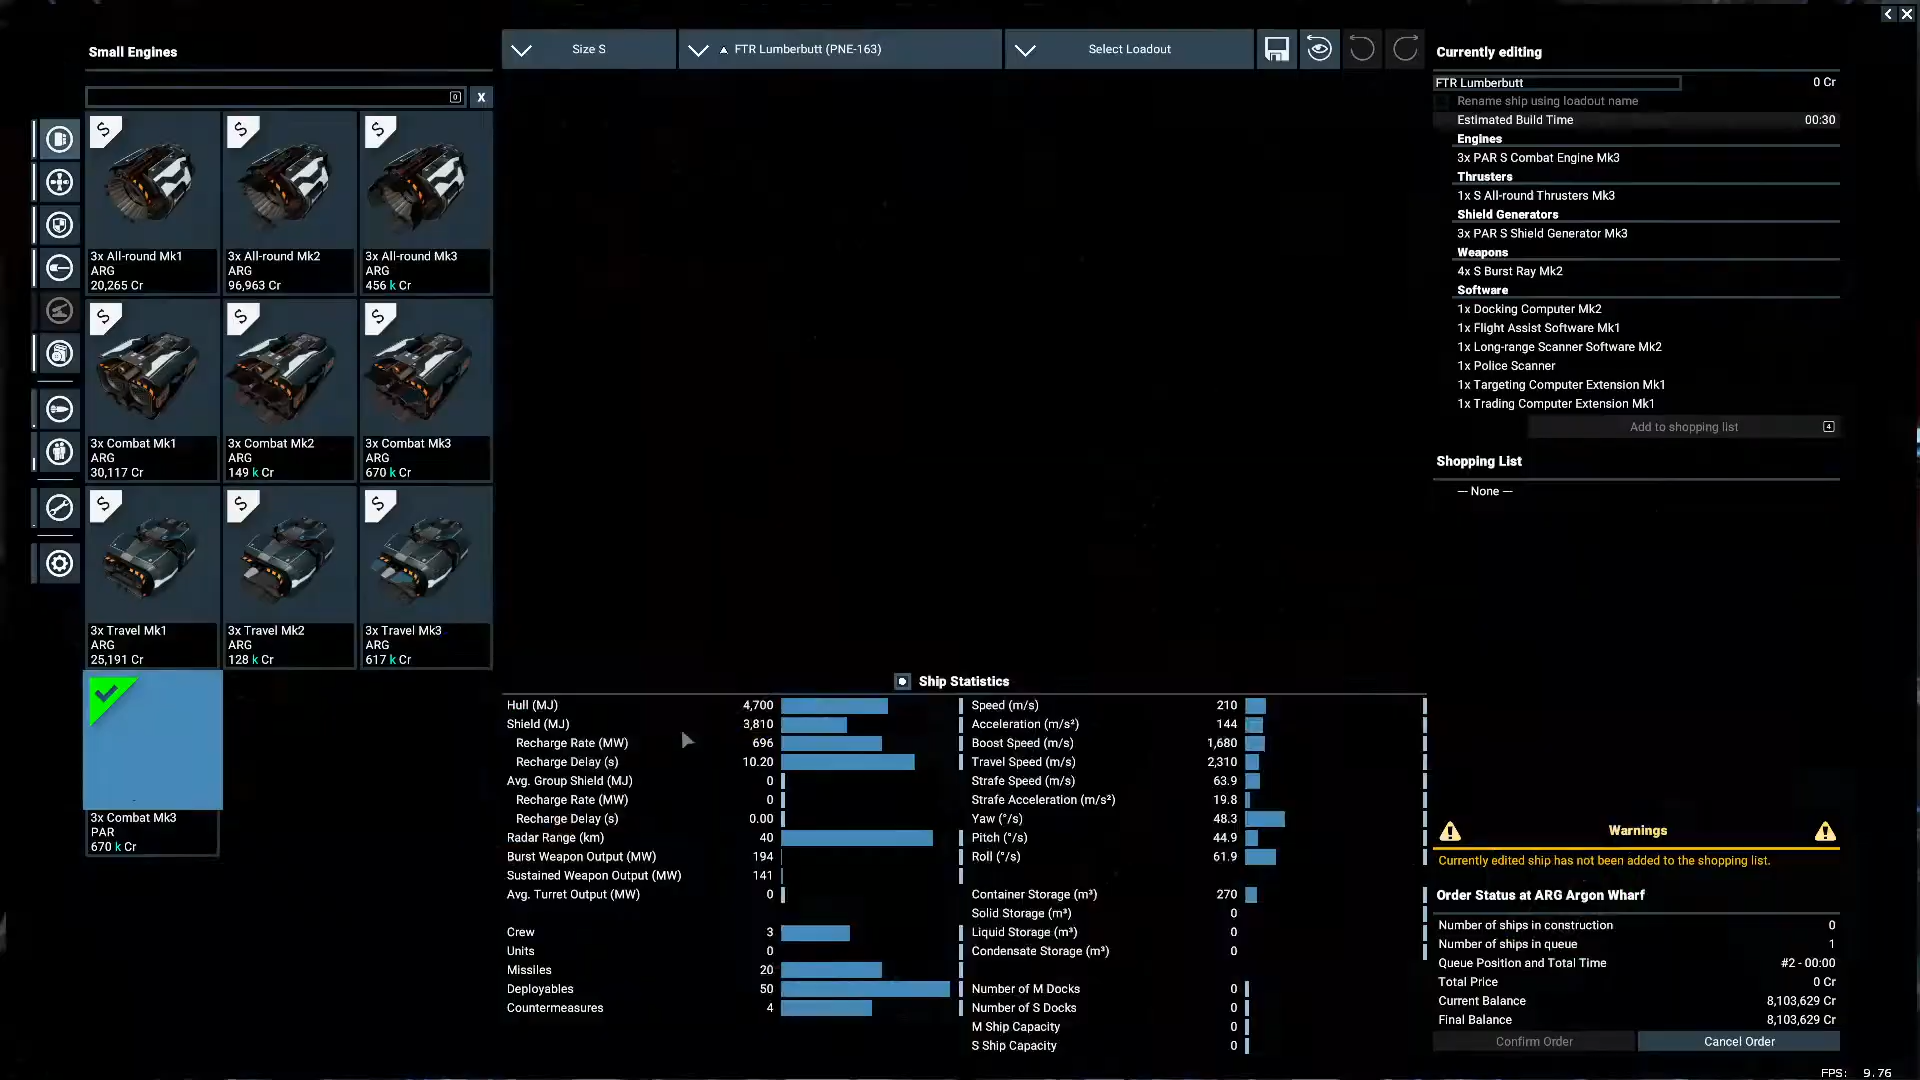 Small Engines
Size S
FTR Lumberbutt (PNE-163)
Select Loadout
0
X
$
$
$
3x All-round Mk1
ARG
20,265 Cr
3x All-round Mk2
ARG
96,963 Cr
3x All-round Mk3
ARG
456 k Cr
$
$
$
3x Combat Mk1
ARG
30,117 Cr
3x Combat Mk2
ARG
149 k Cr
3x Combat Mk3
ARG
670 k Cr
$
$
$
3x Travel Mk1
ARG
25,191 Cr
3x Travel Mk2
ARG
128 k Cr
3x Travel Mk3
ARG
617 k Cr
3x Combat Mk3
PAR
670 k Cr
Ship Statistics
Hull (MJ) 4,700
Shield (MJ) 3,810
Recharge Rate (MW) 696
Recharge Delay (s) 10.20
Avg. Group Shield (MJ) 0
Recharge Rate (MW) 0
Recharge Delay (s) 0.00
Radar Range (km) 40
Burst Weapon Output (MW) 194
Sustained Weapon Output (MW) 141
Avg. Turret Output (MW) 0
Crew 3
Units 0
Missiles 20
Deployables 50
Countermeasures 4
Speed (m/s) 210
Acceleration (m/s²) 144
Boost Speed (m/s) 1,680
Travel Speed (m/s) 2,310
Strafe Speed (m/s) 63.9
Strafe Acceleration (m/s²) 19.8
Yaw (°/s) 48.3
Pitch (°/s) 44.9
Roll (°/s) 61.9
Container Storage (m³) 270
Solid Storage (m³) 0
Liquid Storage (m³) 0
Condensate Storage (m³) 0
Number of M Docks 0
Number of S Docks 0
M Ship Capacity 0
S Ship Capacity 0
Currently editing
FTR Lumberbutt 0 Cr
Rename ship using loadout name
Estimated Build Time 00:30
Engines
3x PAR S Combat Engine Mk3
Thrusters
1x S All-round Thrusters Mk3
Shield Generators
3x PAR S Shield Generator Mk3
Weapons
4x S Burst Ray Mk2
Software
1x Docking Computer Mk2
1x Flight Assist Software Mk1
1x Long-range Scanner Software Mk2
1x Police Scanner
1x Targeting Computer Extension Mk1
1x Trading Computer Extension Mk1
Add to shopping list 4
Shopping List
— None —
Warnings
Currently edited ship has not been added to the shopping list.
Order Status at ARG Argon Wharf
Number of ships in construction 0
Number of ships in queue 1
Queue Position and Total Time #2 - 00:00
Total Price 0 Cr
Current Balance 8,103,629 Cr
Final Balance 8,103,629 Cr
Confirm Order
Cancel Order
FPS: 9.76